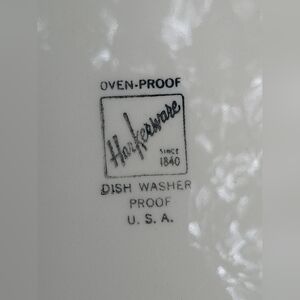 OVEN-PROOF
Harkerware
SINCE
1840
DISH WASHER
PROOF
U. S. A.